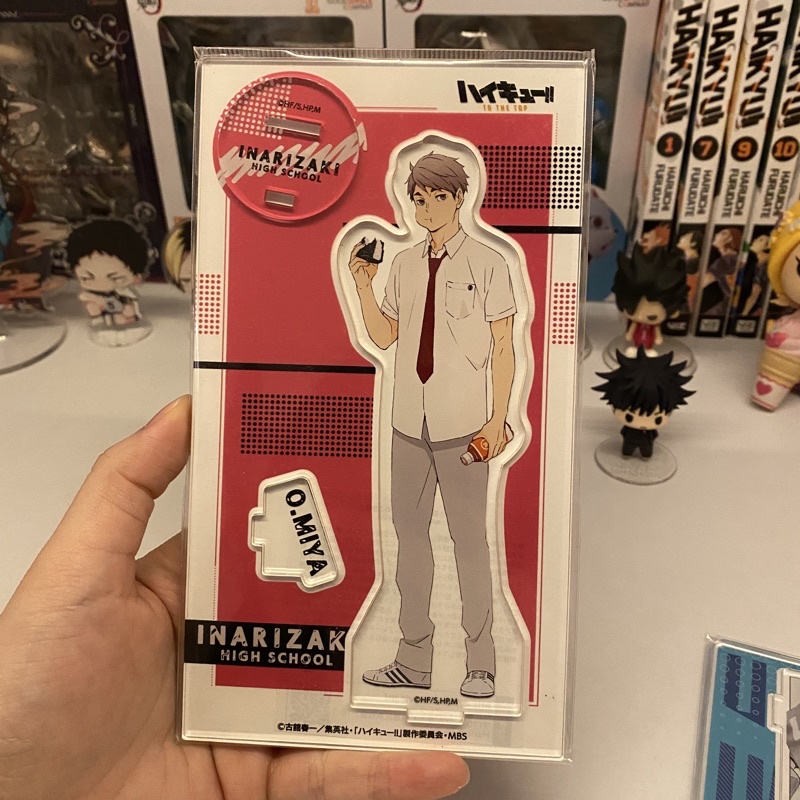 ©HF/S,HP,M
INARIZAKI
HIGH SCHOOL
ハイキュー!!
TO THE TOP
O.MIYA
INARIZAK
HIGH SCHOOL
©HF/S,HP,M
©古舘春一／集英社・「ハイキュー!!」製作委員会・MBS
HAIKYU!!
1
HARUICHI
FURUDATE
HAIKYU!!
7
HARUICHI
FURUDATE
HAIKYU!!
9
HARUICHI
FURUDATE
HAIKYU!!
10
HARUICHI
FURUDATE